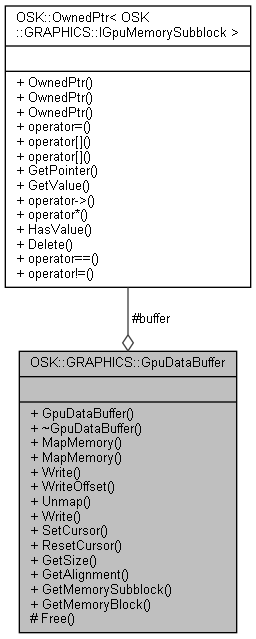 OSK::OwnedPtr< OSK
::GRAPHICS::IGpuMemorySubblock >
+ OwnedPtr()
+ OwnedPtr()
+ OwnedPtr()
+ operator=()
+ operator[]()
+ operator[]()
+ GetPointer()
+ GetValue()
+ operator->()
+ operator*()
+ HasValue()
+ Delete()
+ operator==()
+ operator!=()
#buffer
OSK::GRAPHICS::GpuDataBuffer
+ GpuDataBuffer()
+ ~GpuDataBuffer()
+ MapMemory()
+ MapMemory()
+ Write()
+ WriteOffset()
+ Unmap()
+ Write()
+ SetCursor()
+ ResetCursor()
+ GetSize()
+ GetAlignment()
+ GetMemorySubblock()
+ GetMemoryBlock()
# Free()